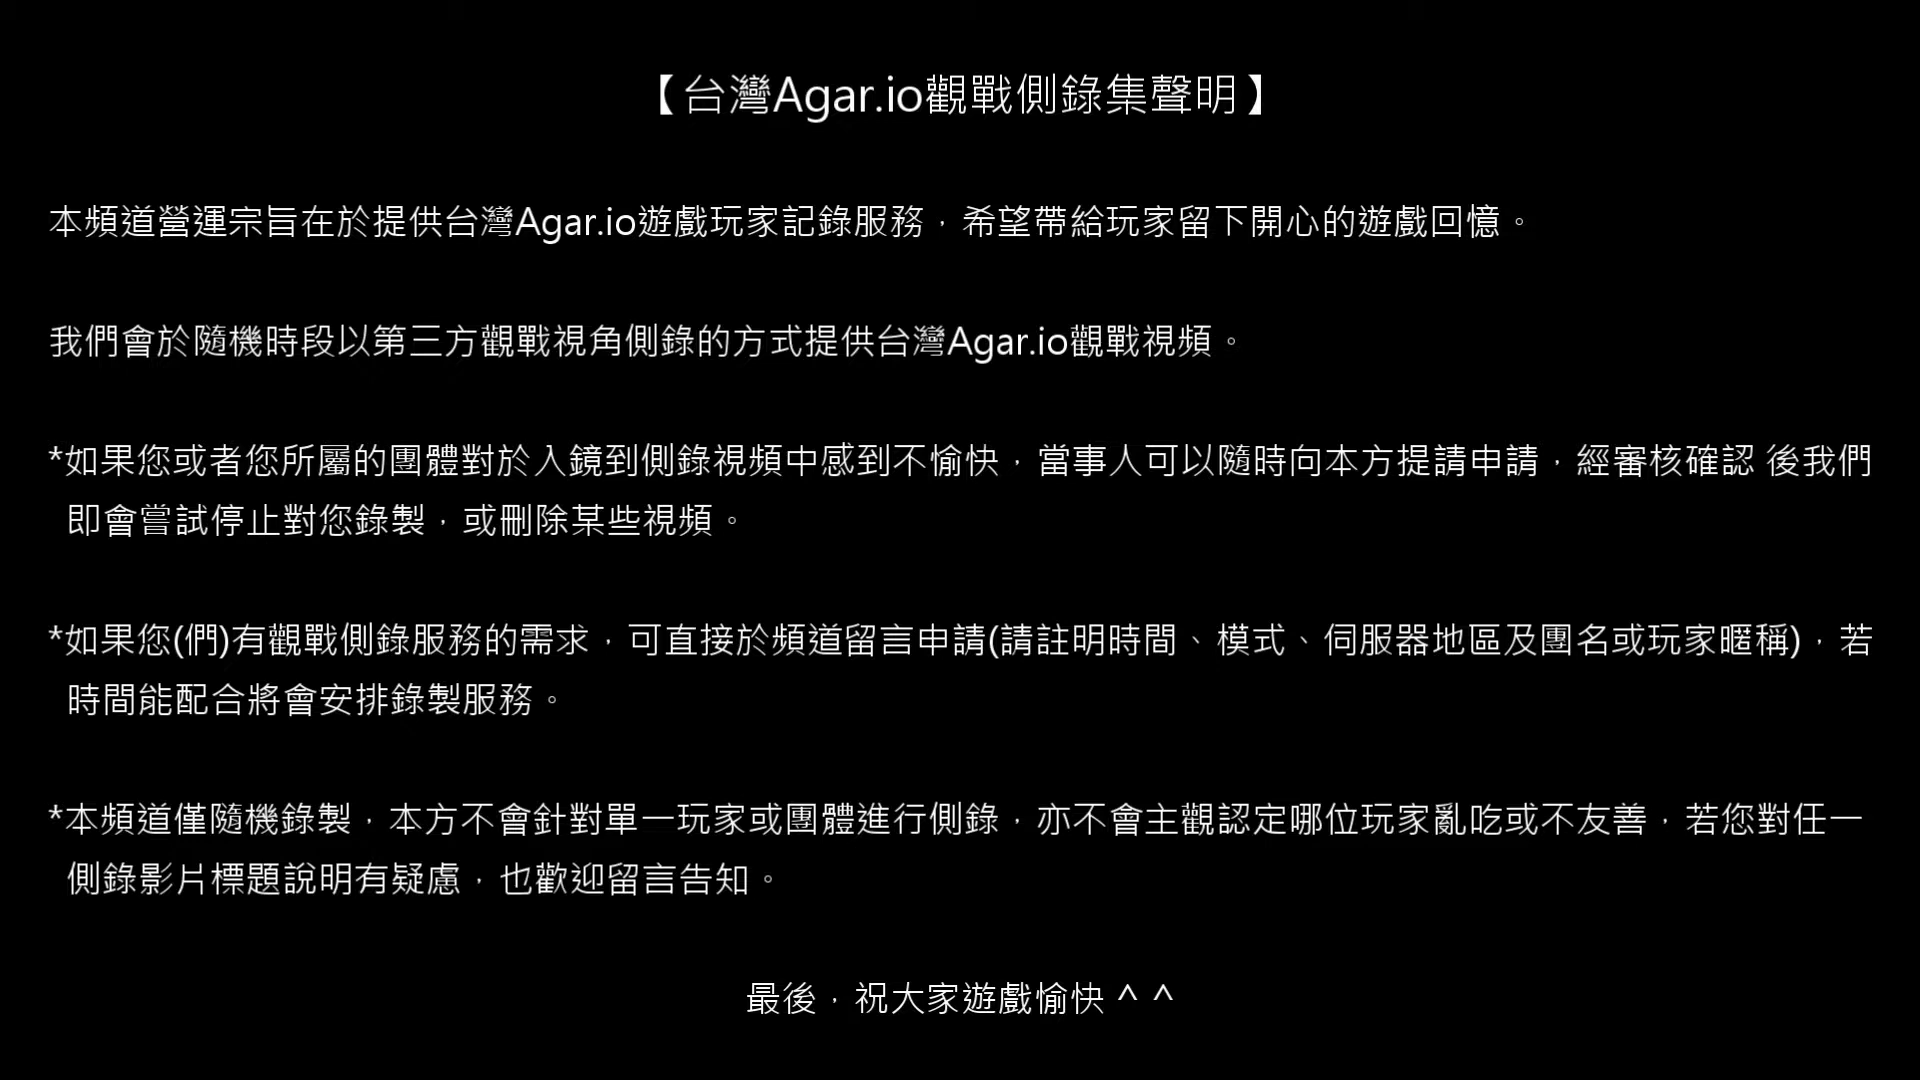 【台灣Agar.io觀戰側錄集聲明】
本頻道營運宗旨在於提供台灣Agar.io遊戲玩家記錄服務，希望帶給玩家留下開心的遊戲回憶。
我們會於隨機時段以第三方觀戰視角側錄的方式提供台灣Agar.io觀戰視頻。
*如果您或者您所屬的團體對於入鏡到側錄視頻中感到不愉快，當事人可以隨時向本方提請申請，經審核確認 後我們
即會嘗試停止對您錄製，或刪除某些視頻。
*如果您(們)有觀戰側錄服務的需求，可直接於頻道留言申請(請註明時間、模式、伺服器地區及團名或玩家暱稱)，若
時間能配合將會安排錄製服務。
*本頻道僅隨機錄製，本方不會針對單一玩家或團體進行側錄，亦不會主觀認定哪位玩家亂吃或不友善，若您對任一
側錄影片標題說明有疑慮，也歡迎留言告知。
最後，祝大家遊戲愉快 ^ ^